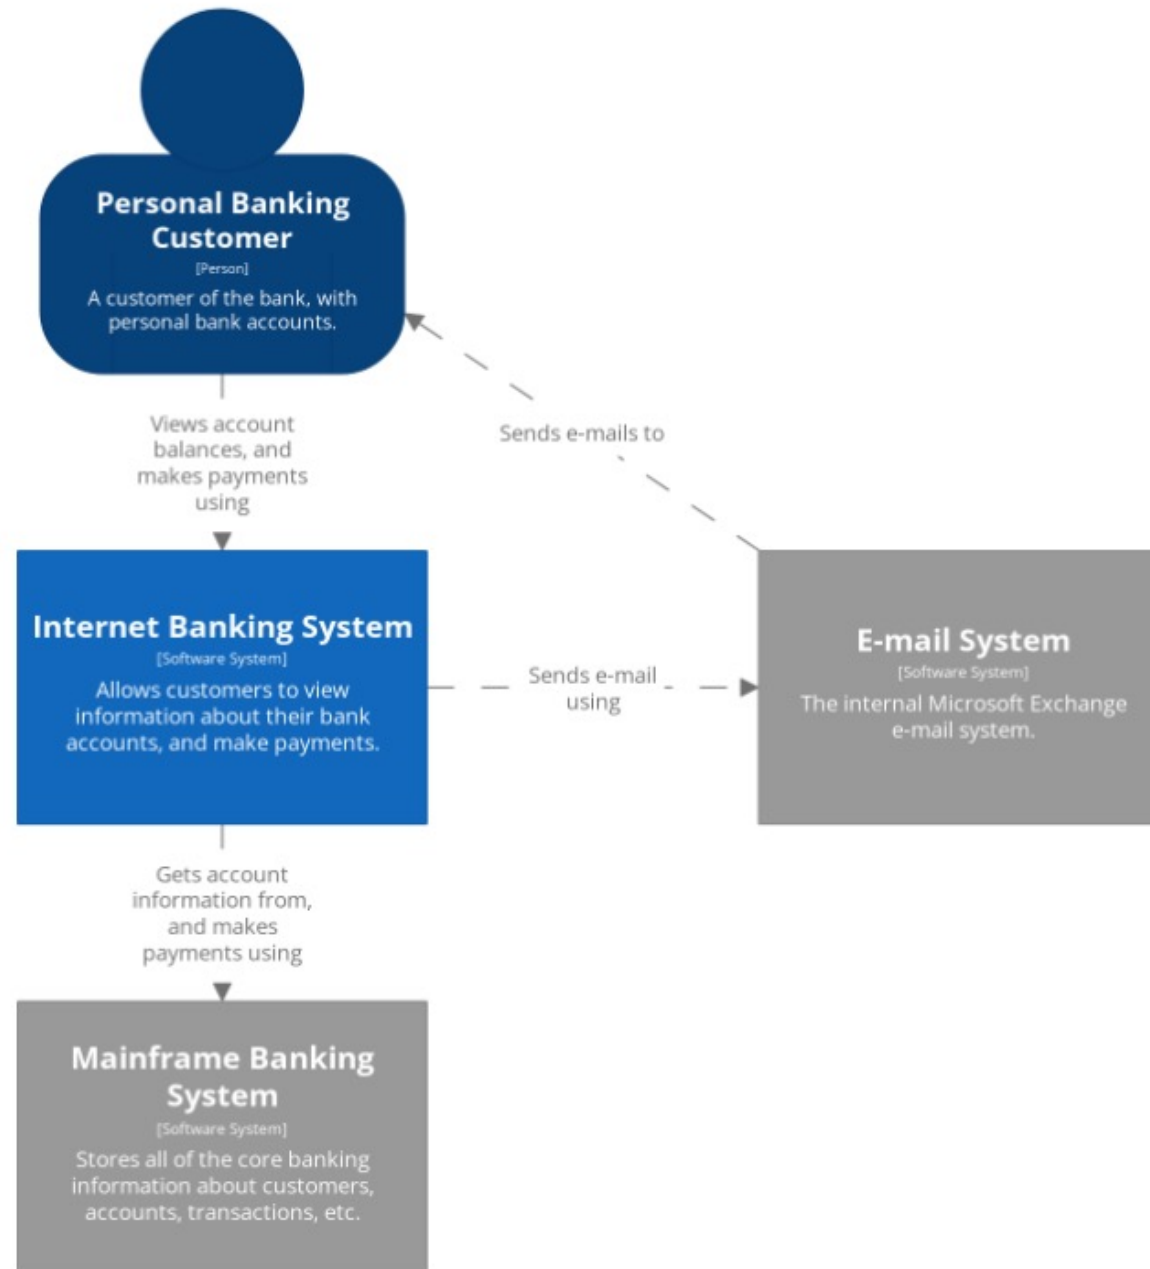 Personal Banking
Customer
[Person]
A customer of the bank, with
personal bank accounts.
Views account
balances, and
makes payments
using
Sends e-mails to
Internet Banking System
[Software System]
Allows customers to view
information about their bank
accounts, and make payments.
Sends e-mail
using
E-mail System
[Software System]
The internal Microsoft Exchange
e-mail system.
Gets account
information from,
and makes
payments using
Mainframe Banking
System
[Software System]
Stores all of the core banking
information about customers,
accounts, transactions, etc.